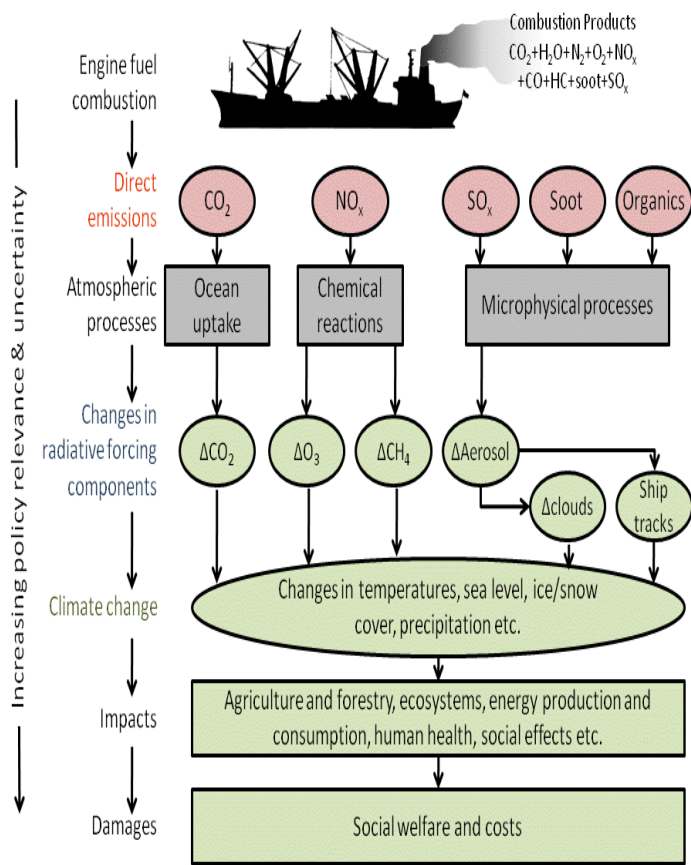 Combustion Products
CO₂+H₂O+N₂+O₂+NOₓ
+CO+HC+soot+SOₓ
Engine fuel
combustion
Increasing policy relevance & uncertainty
Direct
emissions
CO₂
NOₓ
SOₓ
Soot
Organics
Atmospheric
processes
Ocean
uptake
Chemical
reactions
Microphysical processes
Changes in
radiative forcing
components
ΔCO₂
ΔO₃
ΔCH₄
ΔAerosol
Δclouds
Ship
tracks
Climate change
Changes in temperatures, sea level, ice/snow
cover, precipitation etc.
Impacts
Agriculture and forestry, ecosystems, energy production and
consumption, human health, social effects etc.
Damages
Social welfare and costs